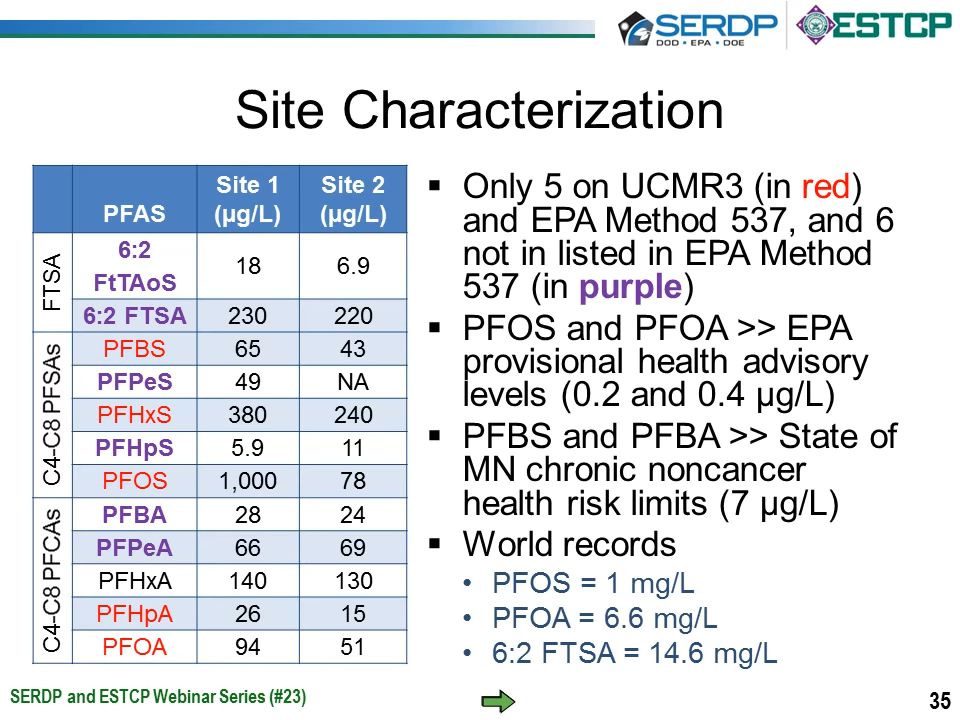 SERDP
DOD • EPA • DOE
ESTCP
Site Characterization
PFAS Site 1 (µg/L) Site 2 (µg/L)
FTSA
6:2 FtTAoS 18 6.9
6:2 FTSA 230 220
C4-C8 PFSAs
PFBS 65 43
PFPeS 49 NA
PFHxS 380 240
PFHpS 5.9 11
PFOS 1,000 78
C4-C8 PFCAs
PFBA 28 24
PFPeA 66 69
PFHxA 140 130
PFHpA 26 15
PFOA 94 51
▪ Only 5 on UCMR3 (in red)
and EPA Method 537, and 6
not in listed in EPA Method
537 (in purple)
▪ PFOS and PFOA >> EPA
provisional health advisory
levels (0.2 and 0.4 µg/L)
▪ PFBS and PFBA >> State of
MN chronic noncancer
health risk limits (7 µg/L)
▪ World records
• PFOS = 1 mg/L
• PFOA = 6.6 mg/L
• 6:2 FTSA = 14.6 mg/L
SERDP and ESTCP Webinar Series (#23)
35